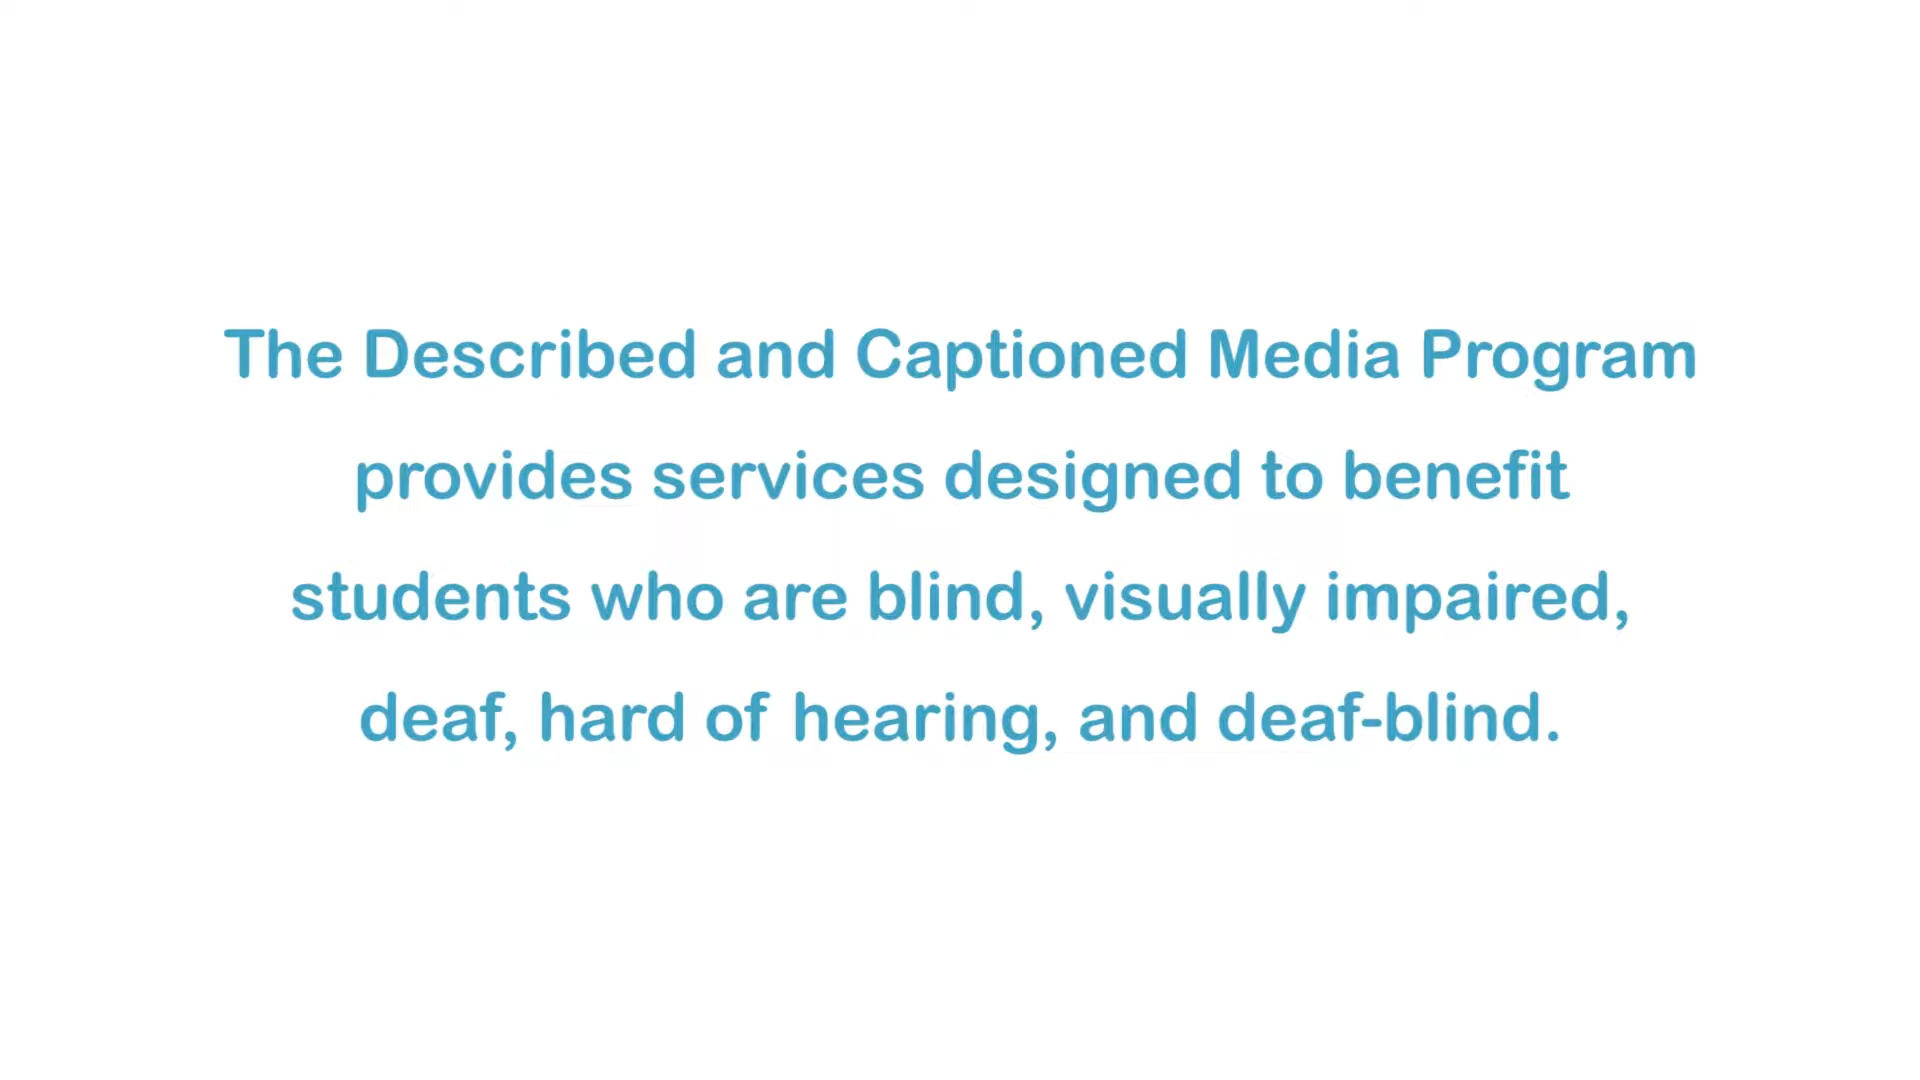 The Described and Captioned Media Program
provides services designed to benefit
students who are blind, visually impaired,
deaf, hard of hearing, and deaf-blind.